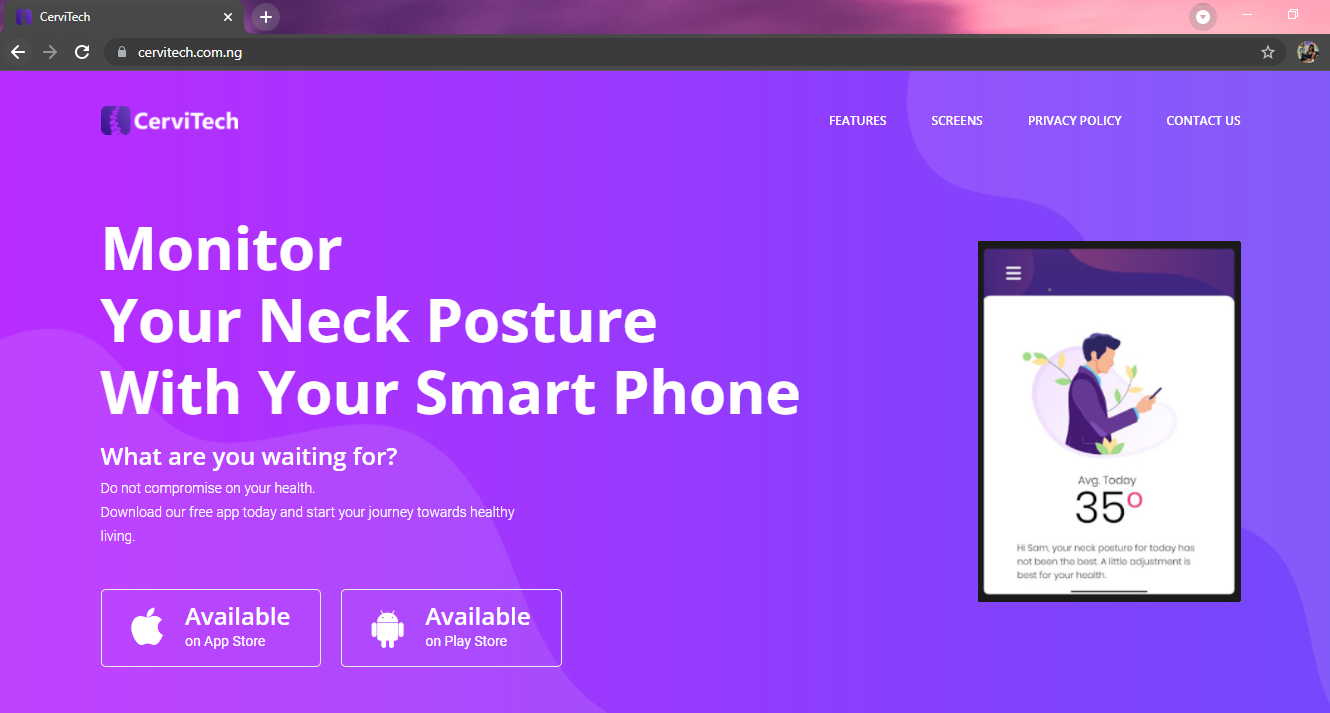 CerviTech
cervitech.com.ng
CerviTech
FEATURES SCREENS PRIVACY POLICY CONTACT US
Monitor
Your Neck Posture
With Your Smart Phone
What are you waiting for?
Do not compromise on your health.
Download our free app today and start your journey towards healthy
living.
Available
on App Store
Available
on Play Store
Avg. Today
35°
Hi Sam, your neck posture for today has
not been the best. A little adjustment is
best for your health.